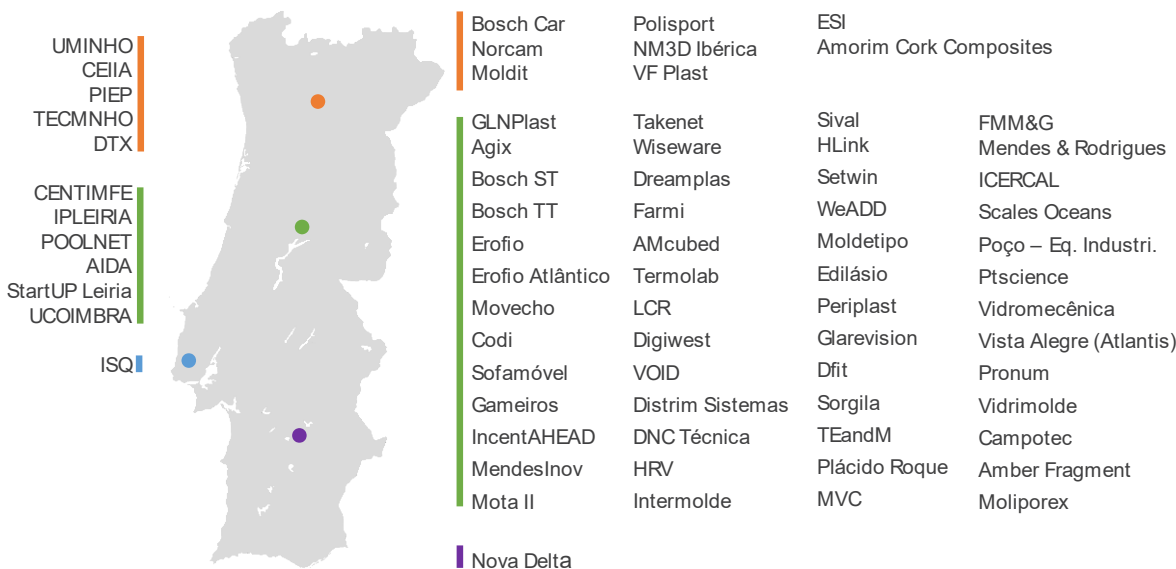 UMINHO
CEIIA
PIEP
TECMNHO
DTX
CENTIMFE
IPLEIRIA
POOLNET
AIDA
StartUP Leiria
UCOIMBRA
ISQ
Bosch Car Polisport ESI
Norcam NM3D Ibérica Amorim Cork Composites
Moldit VF Plast
GLNPlast Takenet Sival FMM&G
Agix Wiseware HLink Mendes & Rodrigues
Bosch ST Dreamplas Setwin ICERCAL
Bosch TT Farmi WeADD Scales Oceans
Erofio AMcubed Moldetipo Poço – Eq. Industri.
Erofio Atlântico Termolab Edilásio Ptscience
Movecho LCR Periplast Vidromecênica
Codi Digiwest Glarevision Vista Alegre (Atlantis)
Sofamóvel VOID Dfit Pronum
Gameiros Distrim Sistemas Sorgila Vidrimolde
IncentAHEAD DNC Técnica TEandM Campotec
MendesInov HRV Plácido Roque Amber Fragment
Mota II Intermolde MVC Moliporex
Nova Delta